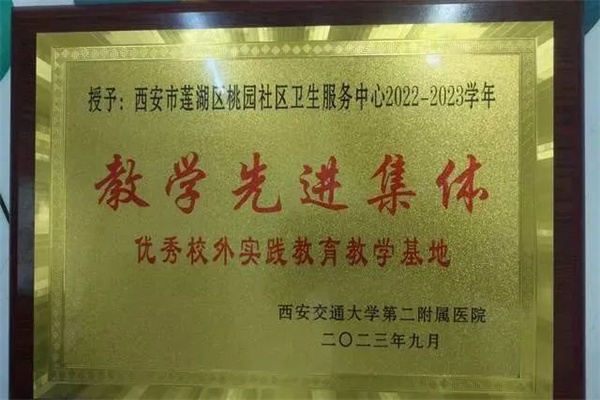 授予：西安市莲湖区桃园社区卫生服务中心2022-2023学年
教学先进集体
优秀校外实践教育教学基地
西安交通大学第二附属医院
二〇二三年九月